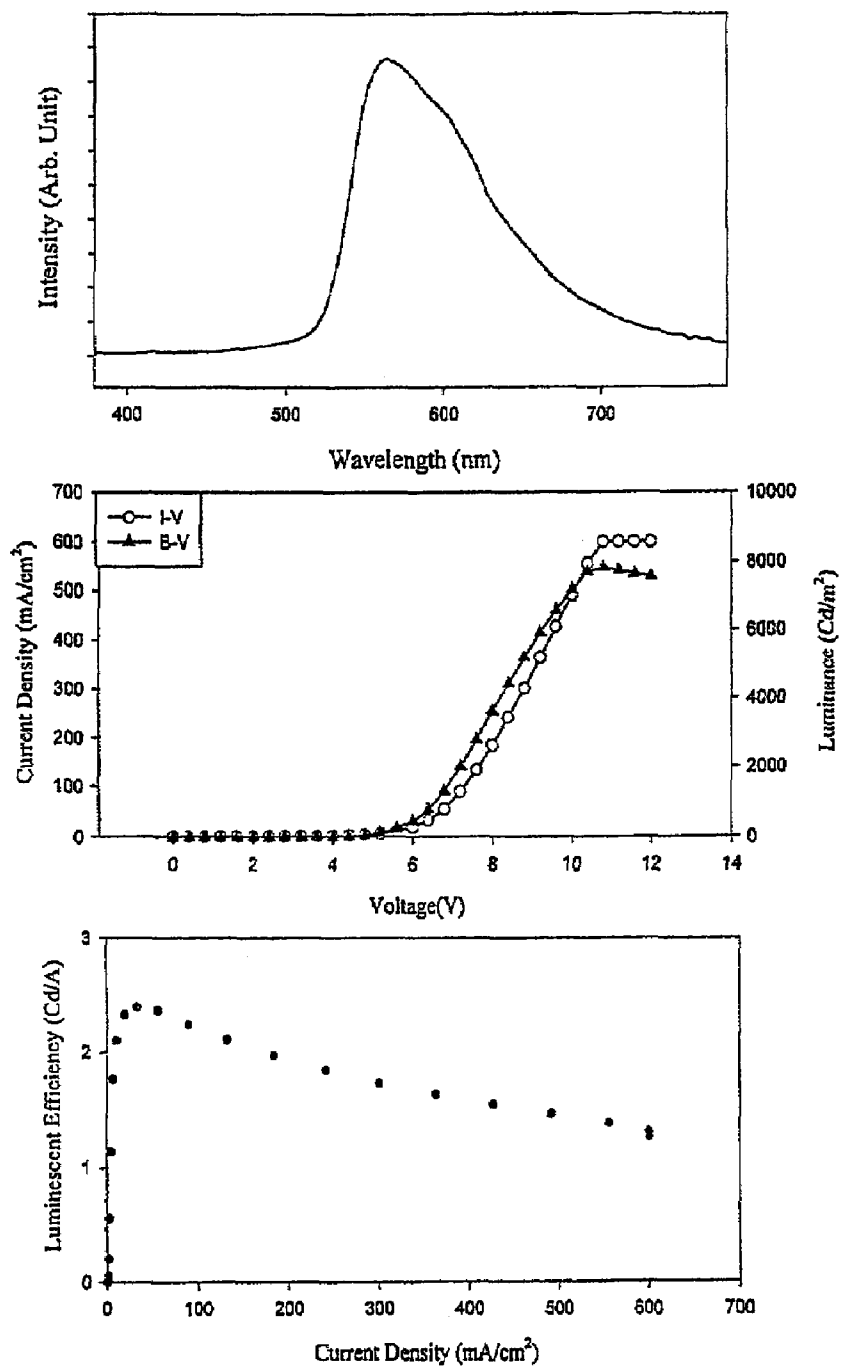 Intensity (Arb. Unit)
400 500 600 700
Wavelength (nm)
700
600
500
400
300
200
100
0
I-V
B-V
Current Density (mA/cm²)
10000
8000
6000
4000
2000
0
Luminance (Cd/m²)
0 2 4 6 8 10 12 14
Voltage(V)
3
2
1
0
Luminescent Efficiency (Cd/A)
0 100 200 300 400 500 600 700
Current Density (mA/cm²)